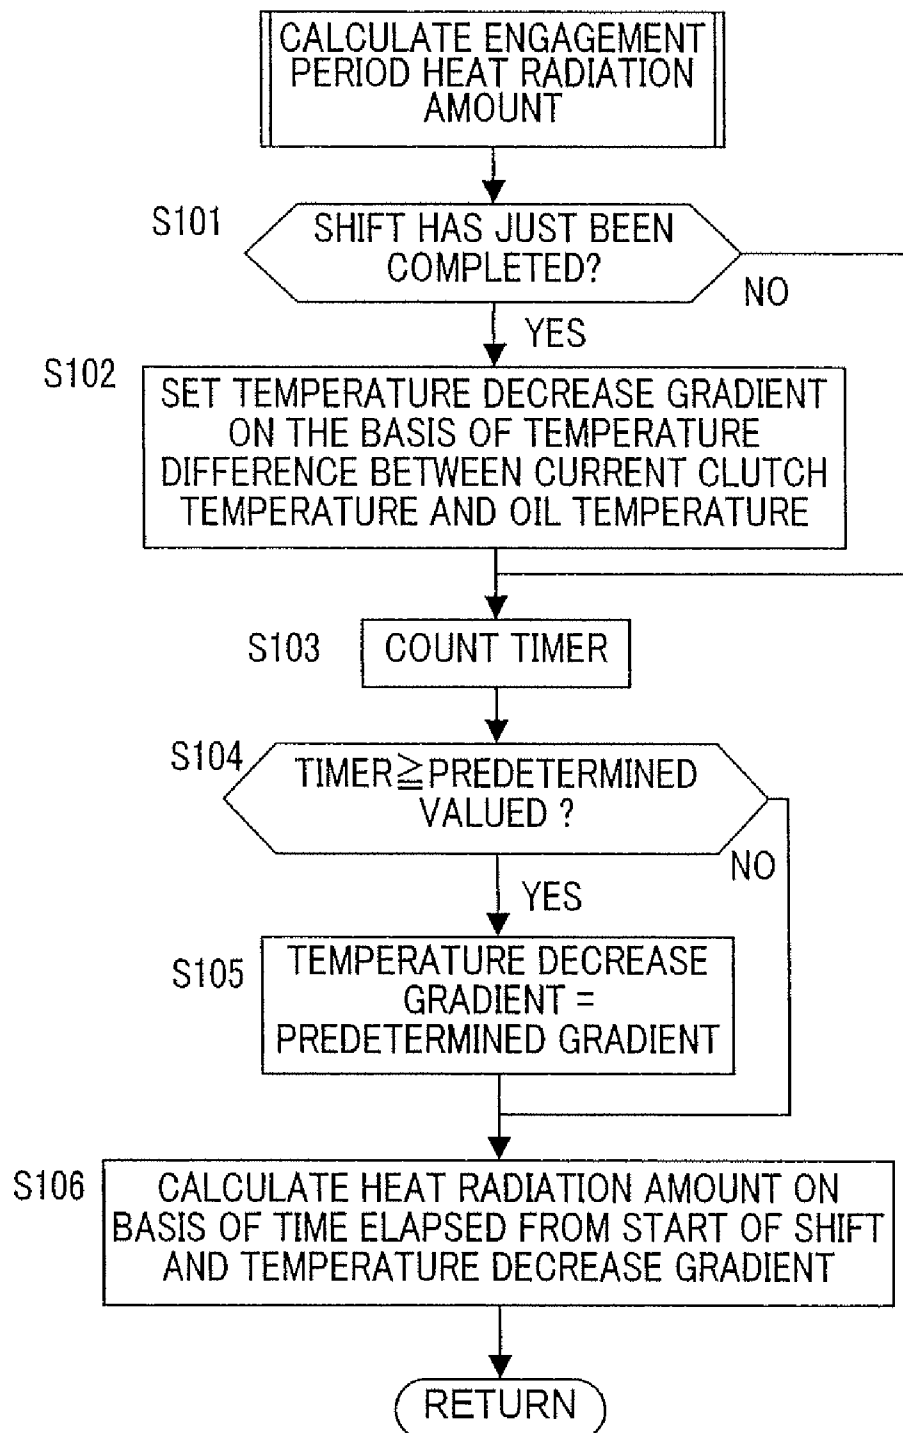 CALCULATE ENGAGEMENT
PERIOD HEAT RADIATION
AMOUNT
S101
SHIFT HAS JUST BEEN
COMPLETED?
NO
YES
S102
SET TEMPERATURE DECREASE GRADIENT
ON THE BASIS OF TEMPERATURE
DIFFERENCE BETWEEN CURRENT CLUTCH
TEMPERATURE AND OIL TEMPERATURE
S103
COUNT TIMER
S104
TIMER≧PREDETERMINED
VALUED ?
NO
YES
S105
TEMPERATURE DECREASE
GRADIENT =
PREDETERMINED GRADIENT
S106
CALCULATE HEAT RADIATION AMOUNT ON
BASIS OF TIME ELAPSED FROM START OF SHIFT
AND TEMPERATURE DECREASE GRADIENT
RETURN